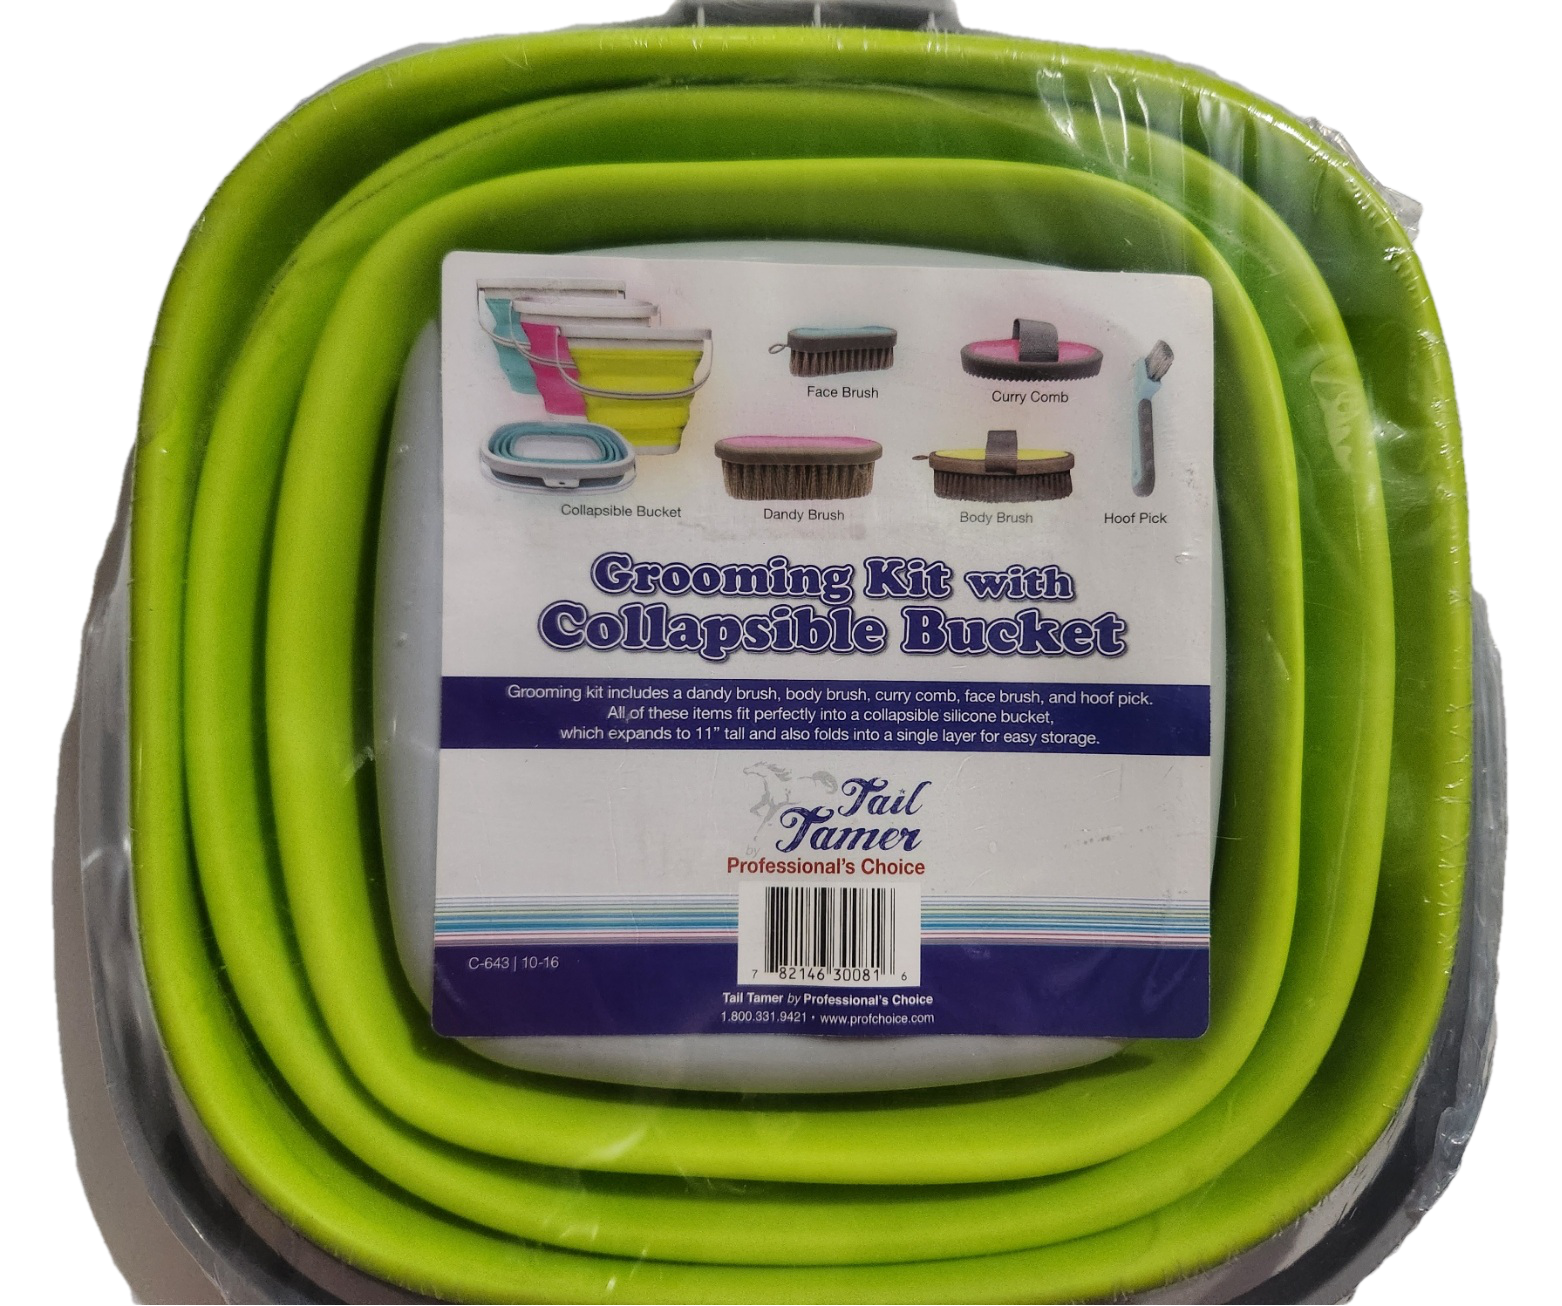 Face Brush
Curry Comb
Collapsible Bucket
Dandy Brush
Body Brush
Hoof Pick
Grooming Kit with
Collapsible Bucket
Grooming kit includes a dandy brush, body brush, curry comb, face brush, and hoof pick.
All of these items fit perfectly into a collapsible silicone bucket,
which expands to 11” tall and also folds into a single layer for easy storage.
Tail
Tamer
by
Professional's Choice
7 82146 30081 6
C-643 | 10-16
Tail Tamer by Professional's Choice
1.800.331.9421 • www.profchoice.com